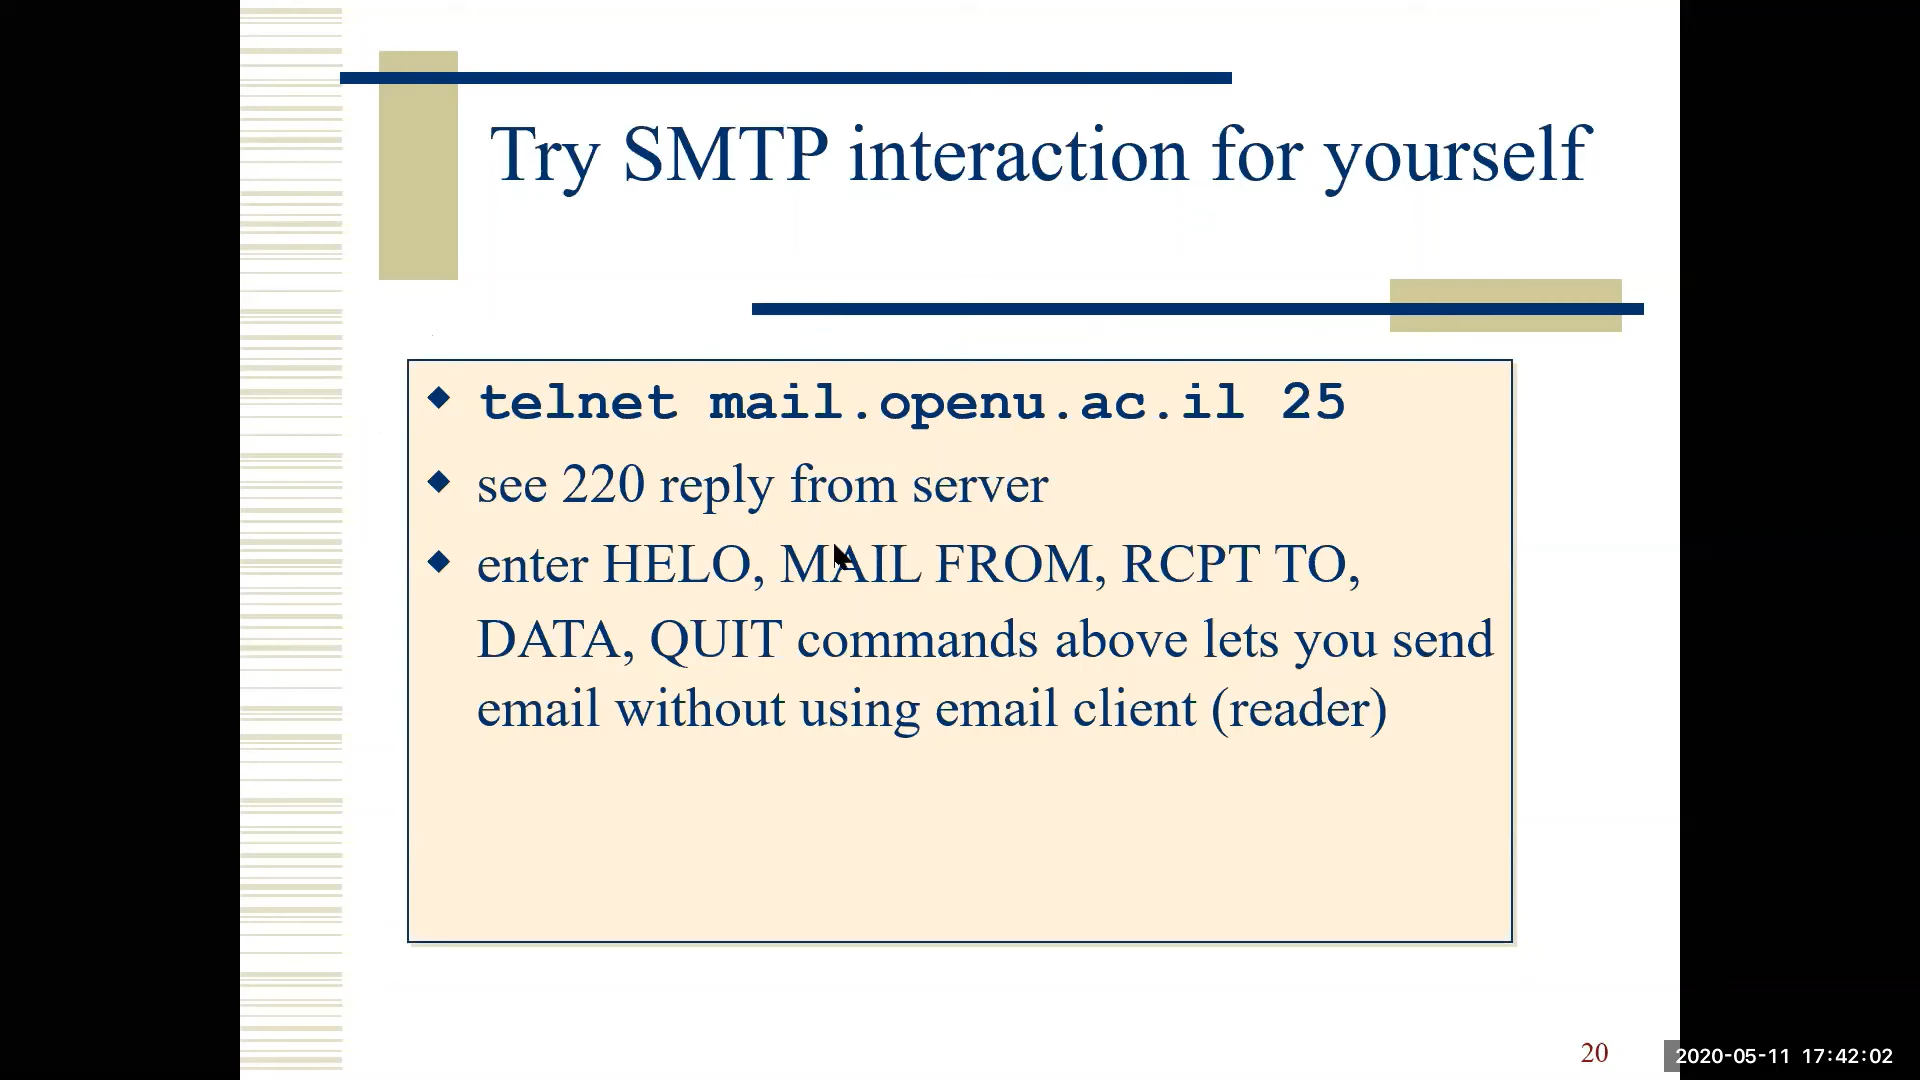 Try SMTP interaction for yourself
telnet mail.openu.ac.il 25
see 220 reply from server
enter HELO, MAIL FROM, RCPT TO,
DATA, QUIT commands above lets you send
email without using email client (reader)
20
2020-05-11 17:42:02